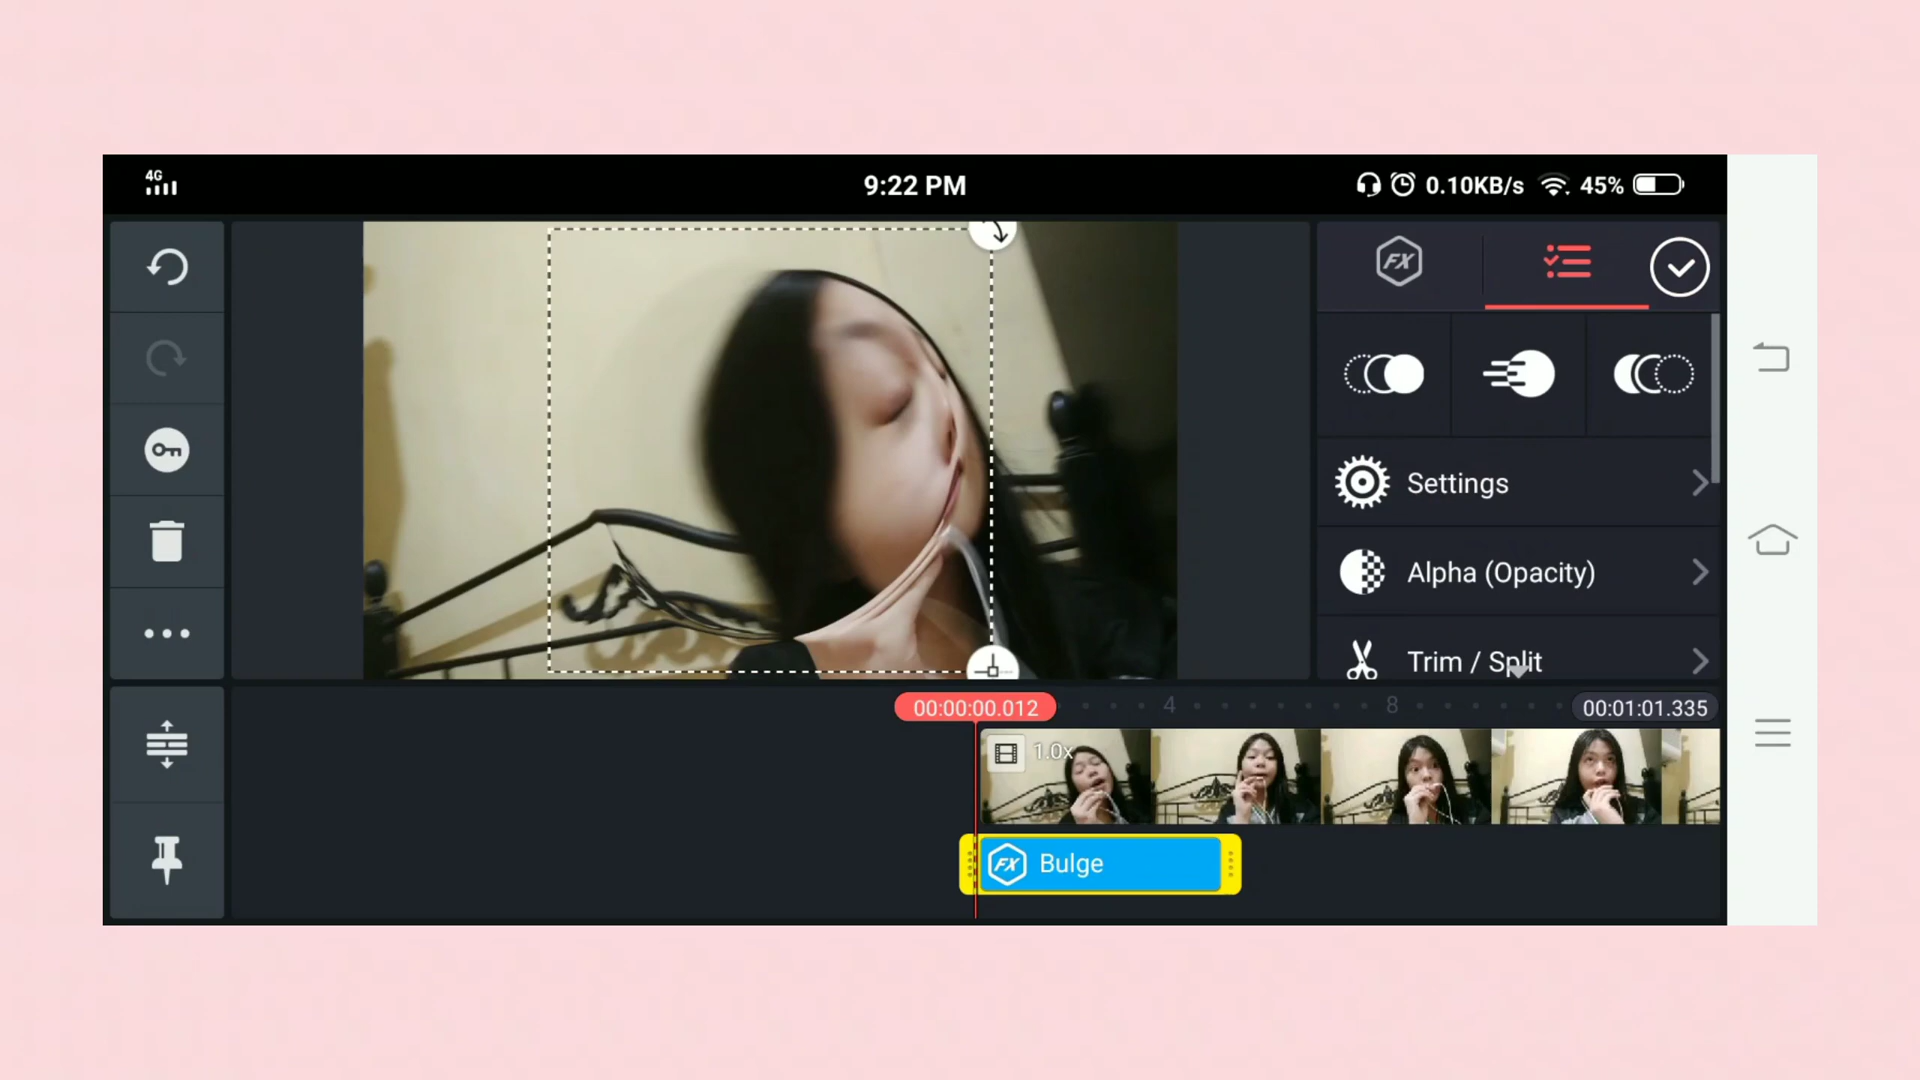 4G
9:22 PM
0.10KB/s
45%
FX
Settings
Alpha (Opacity)
Trim / Split
00:00:00.012
4
8
00:01:01.335
1.0x
FX
Bulge